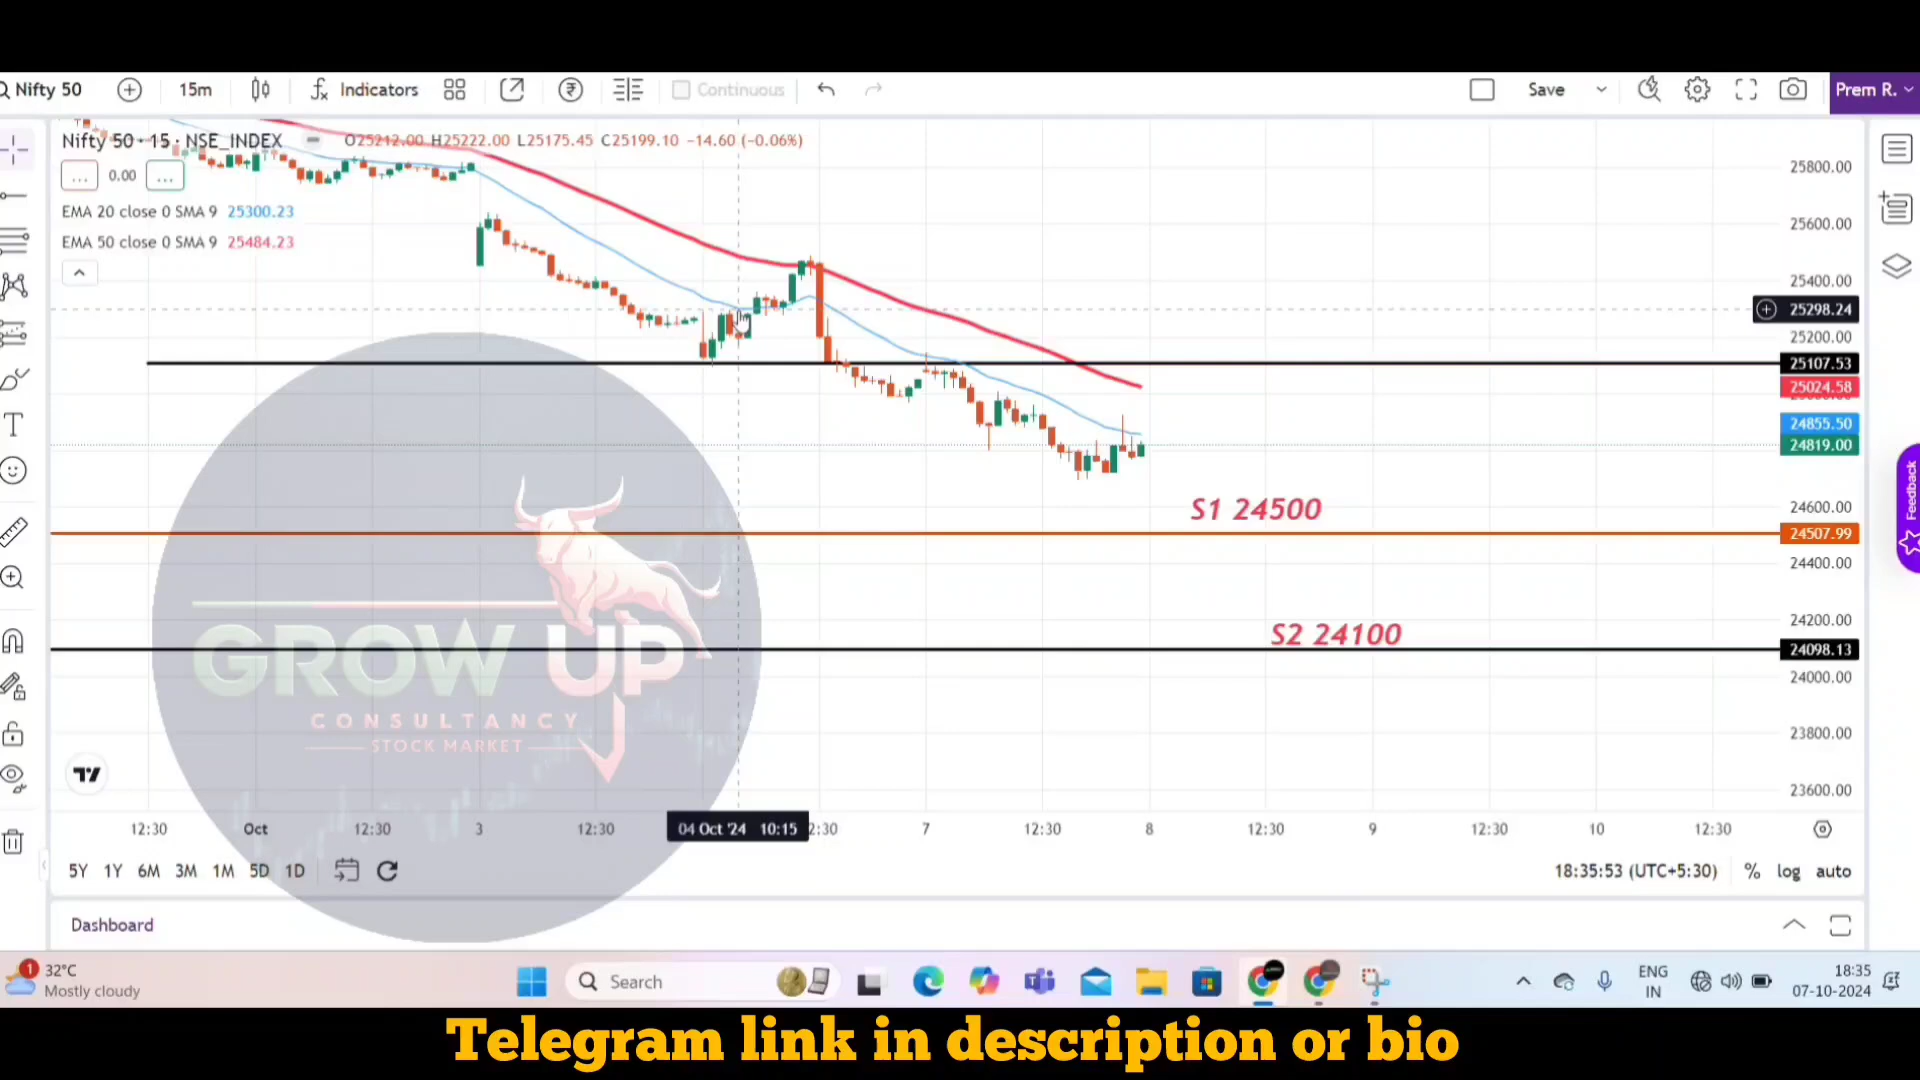 Nifty 50 15m Indicators Continuous Save Prem R.
Nifty 50 · 15 · NSE_INDEX O25212.00 H25222.00 L25175.45 C25199.10 −14.60 (−0.06%)
... 0.00 ...
EMA 20 close 0 SMA 9 25300.23
EMA 50 close 0 SMA 9 25484.23
25800.00
25600.00
25400.00
25298.24
25200.00
25107.53
25024.58
24855.50
24819.00
Feedback
S1 24500
24600.00
24507.99
24400.00
24200.00
S2 24100
24098.13
24000.00
23800.00
23600.00
GROW UP
CONSULTANCY
STOCK MARKET
12:30 Oct 12:30 3 12:30 04 Oct '24 10:15 2:30 7 12:30 8 12:30 9 12:30 10 12:30
5Y 1Y 6M 3M 1M 5D 1D 18:35:53 (UTC+5:30) % log auto
Dashboard
1 32°C
Mostly cloudy
Search
ENG
IN
18:35
07-10-2024
Telegram link in description or bio